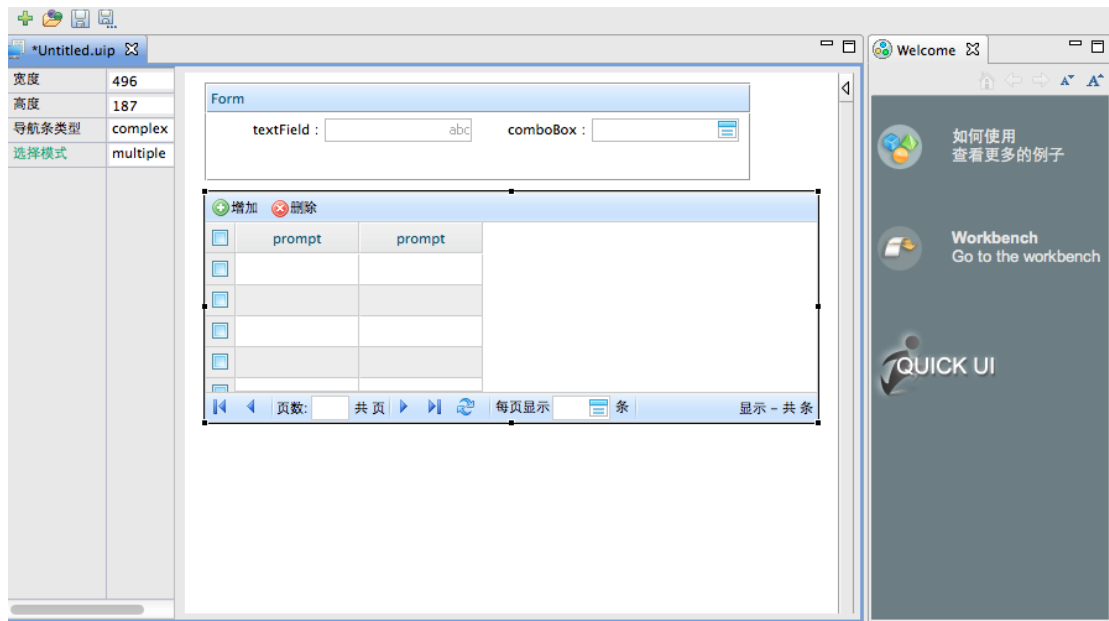 *Untitled.uip
Welcome
宽度 496
高度 187
导航条类型 complex
选择模式 multiple
Form
textField : abc comboBox :
增加 删除
prompt prompt
页数: 共 页 每页显示 条 显示 - 共 条
A A
如何使用
查看更多的例子
Workbench
Go to the workbench
QUICK UI